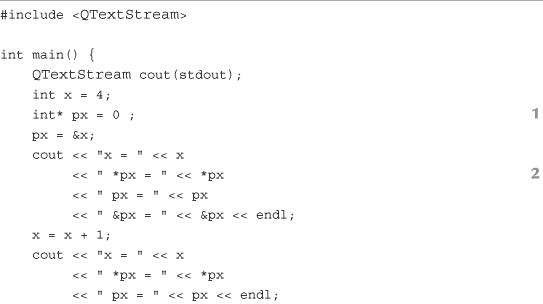 #include <QTextStream>

int main() {
    QTextStream cout(stdout);
    int x = 4;
    int* px = 0 ; 1
    px = &x;
    cout << "x = " << x
         << " *px = " << *px 2
         << " px = " << px
         << " &px = " << &px << endl;
    x = x + 1;
    cout << "x = " << x
         << " *px = " << *px
         << " px = " << px << endl;